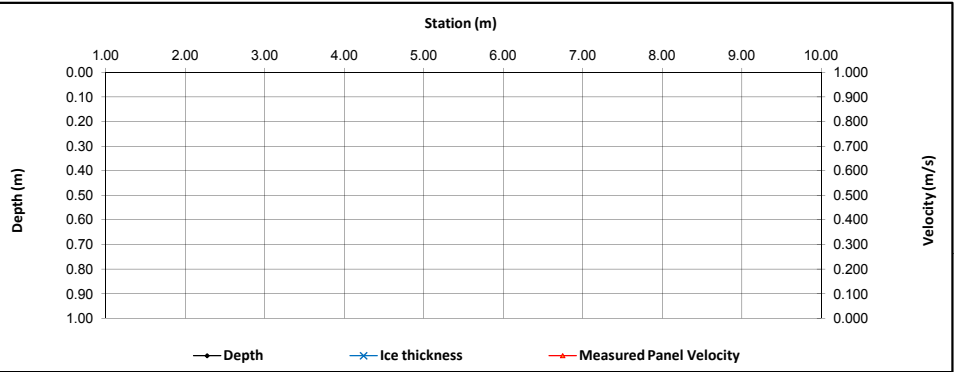 Station (m)
1.00 2.00 3.00 4.00 5.00 6.00 7.00 8.00 9.00 10.00
0.00 1.000
0.10 0.900
0.20 0.800
0.30 0.700
0.40 0.600
0.50 0.500
0.60 0.400
0.70 0.300
0.80 0.200
0.90 0.100
1.00 0.000
Depth (m)
Velocity (m/s)
Depth Ice thickness Measured Panel Velocity